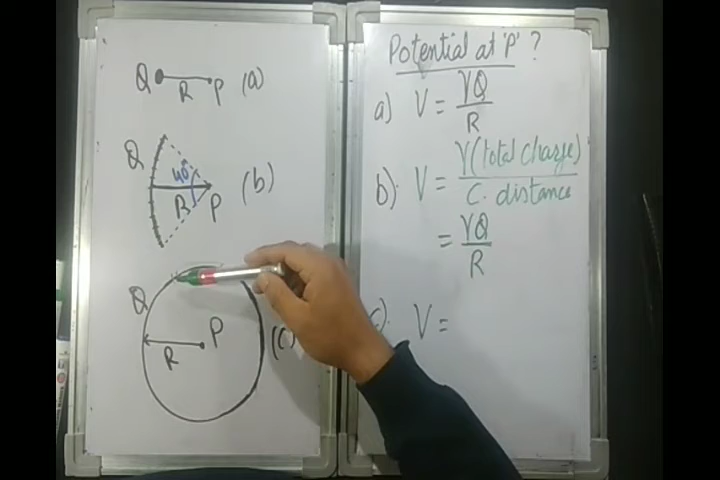 Q R P (a)
Q 40° R P (b)
Q R P (c)
Potential at 'P' ?
a) V = γQ / R
b). V = γ(total charge) / C. distance
= γQ / R
c). V =